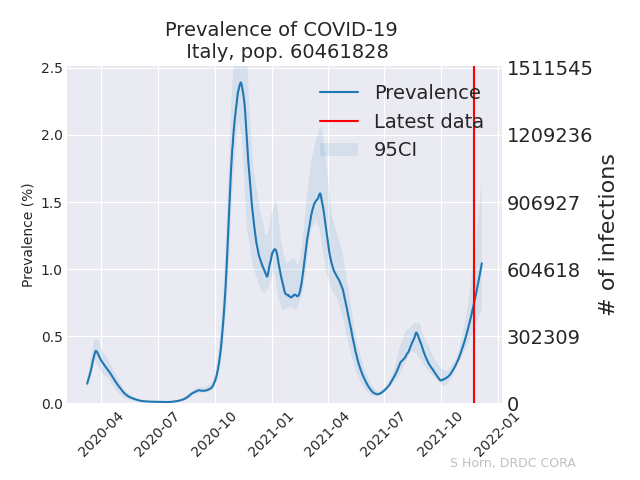 Prevalence of COVID-19
Italy, pop. 60461828
2.5
2.0
1.5
1.0
0.5
0.0
Prevalence (%)
Prevalence
Latest data
95CI
1511545
1209236
906927
604618
302309
0
# of infections
2020-04
2020-07
2020-10
2021-01
2021-04
2021-07
2021-10
2022-01
S Horn, DRDC CORA